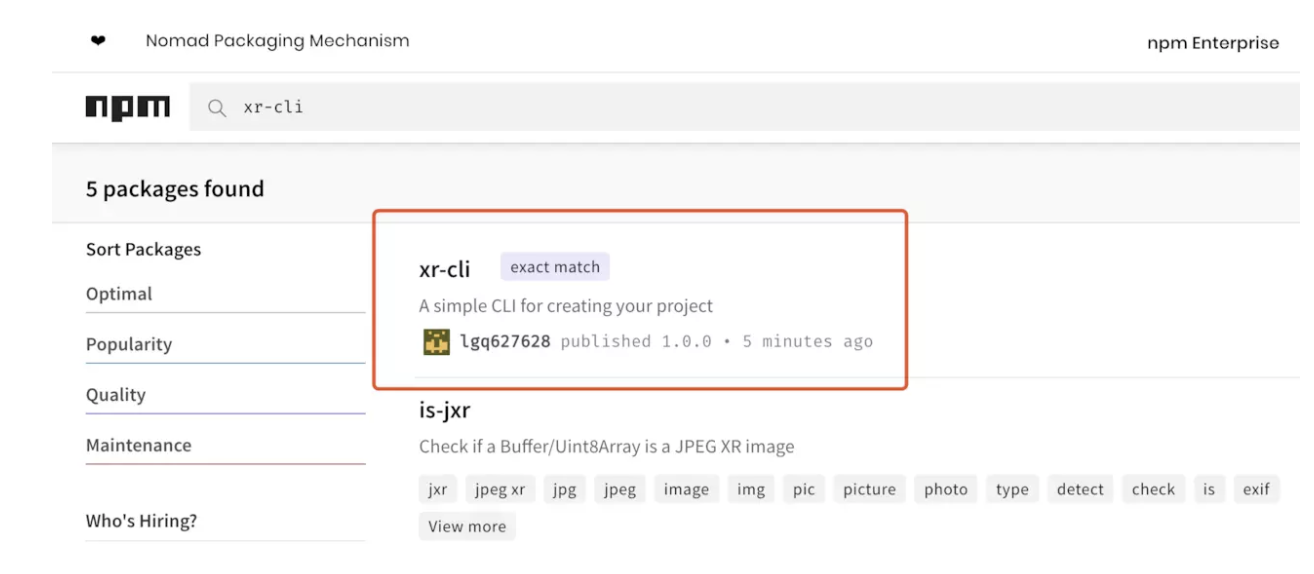 ❤ Nomad Packaging Mechanism npm Enterprise
npm xr-cli
5 packages found
Sort Packages
Optimal
Popularity
Quality
Maintenance
Who's Hiring?
xr-cli exact match
A simple CLI for creating your project
lgq627628 published 1.0.0 • 5 minutes ago
is-jxr
Check if a Buffer/Uint8Array is a JPEG XR image
jxr jpeg xr jpg jpeg image img pic picture photo type detect check is exif
View more